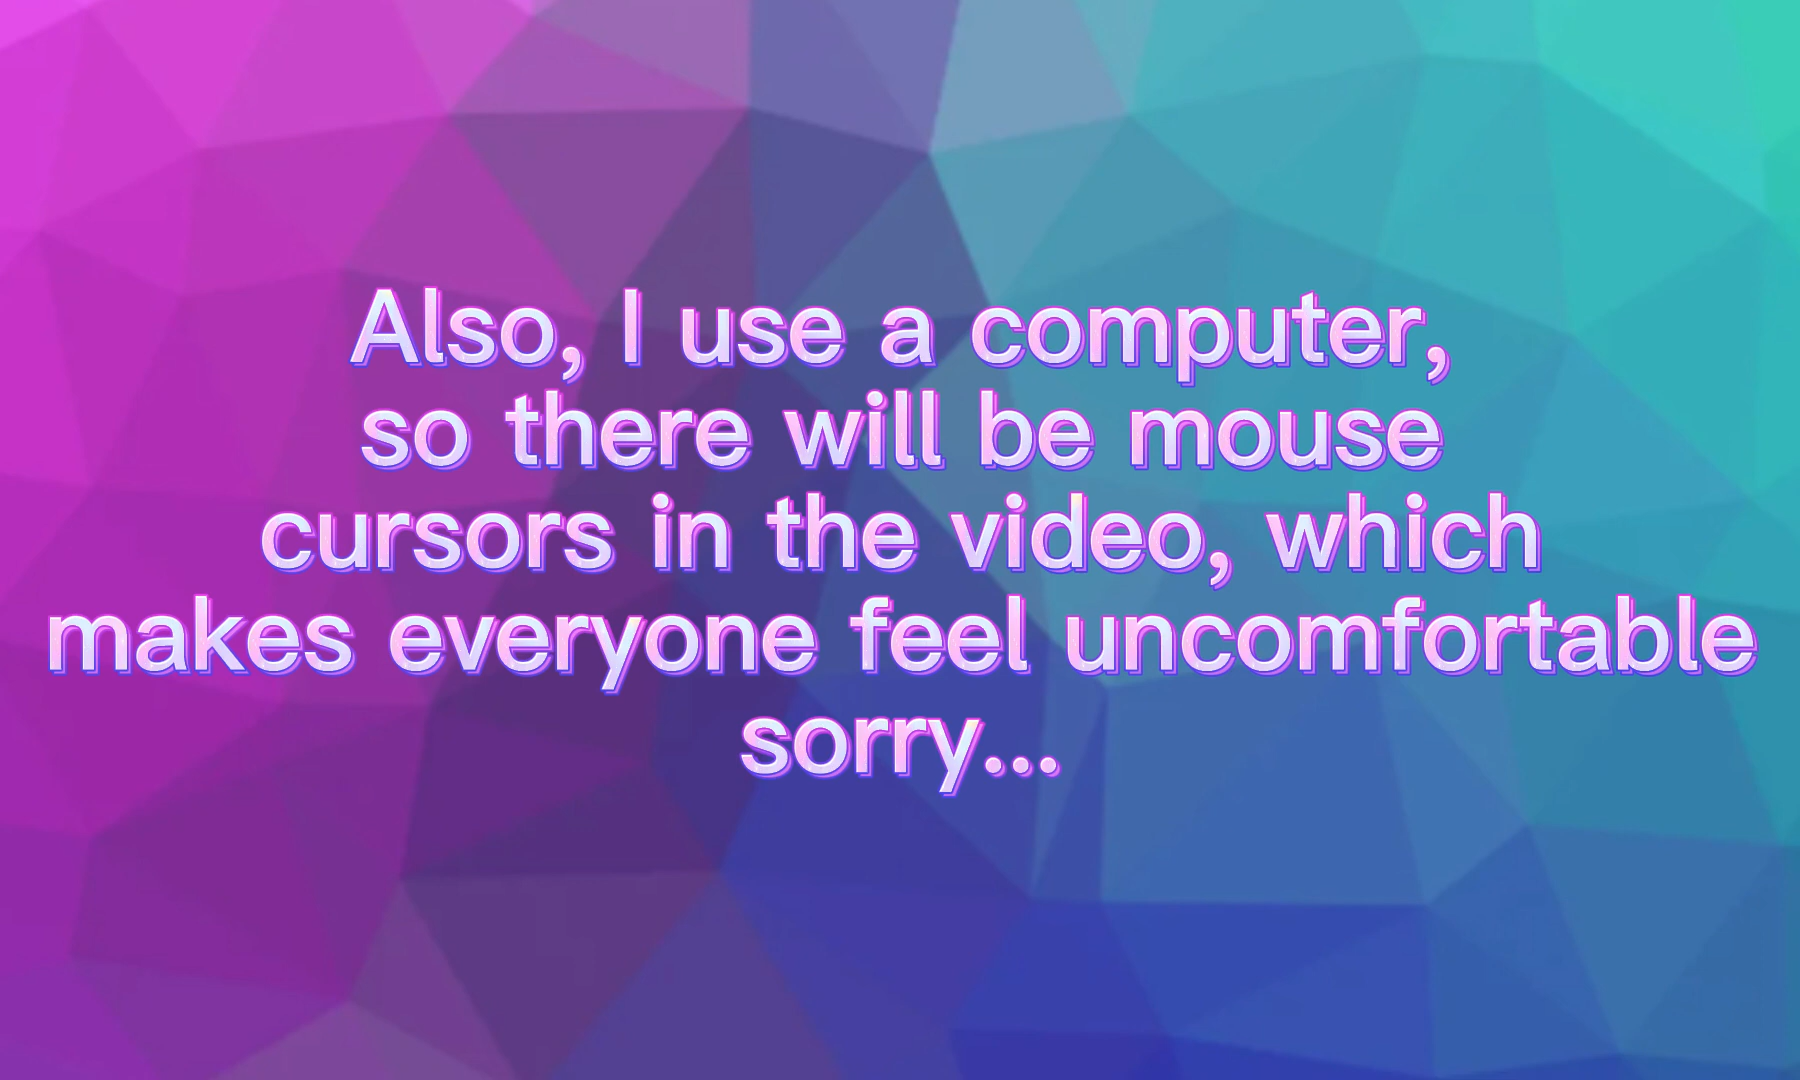 Also, I use a computer,
so there will be mouse
cursors in the video, which
makes everyone feel uncomfortable
sorry...